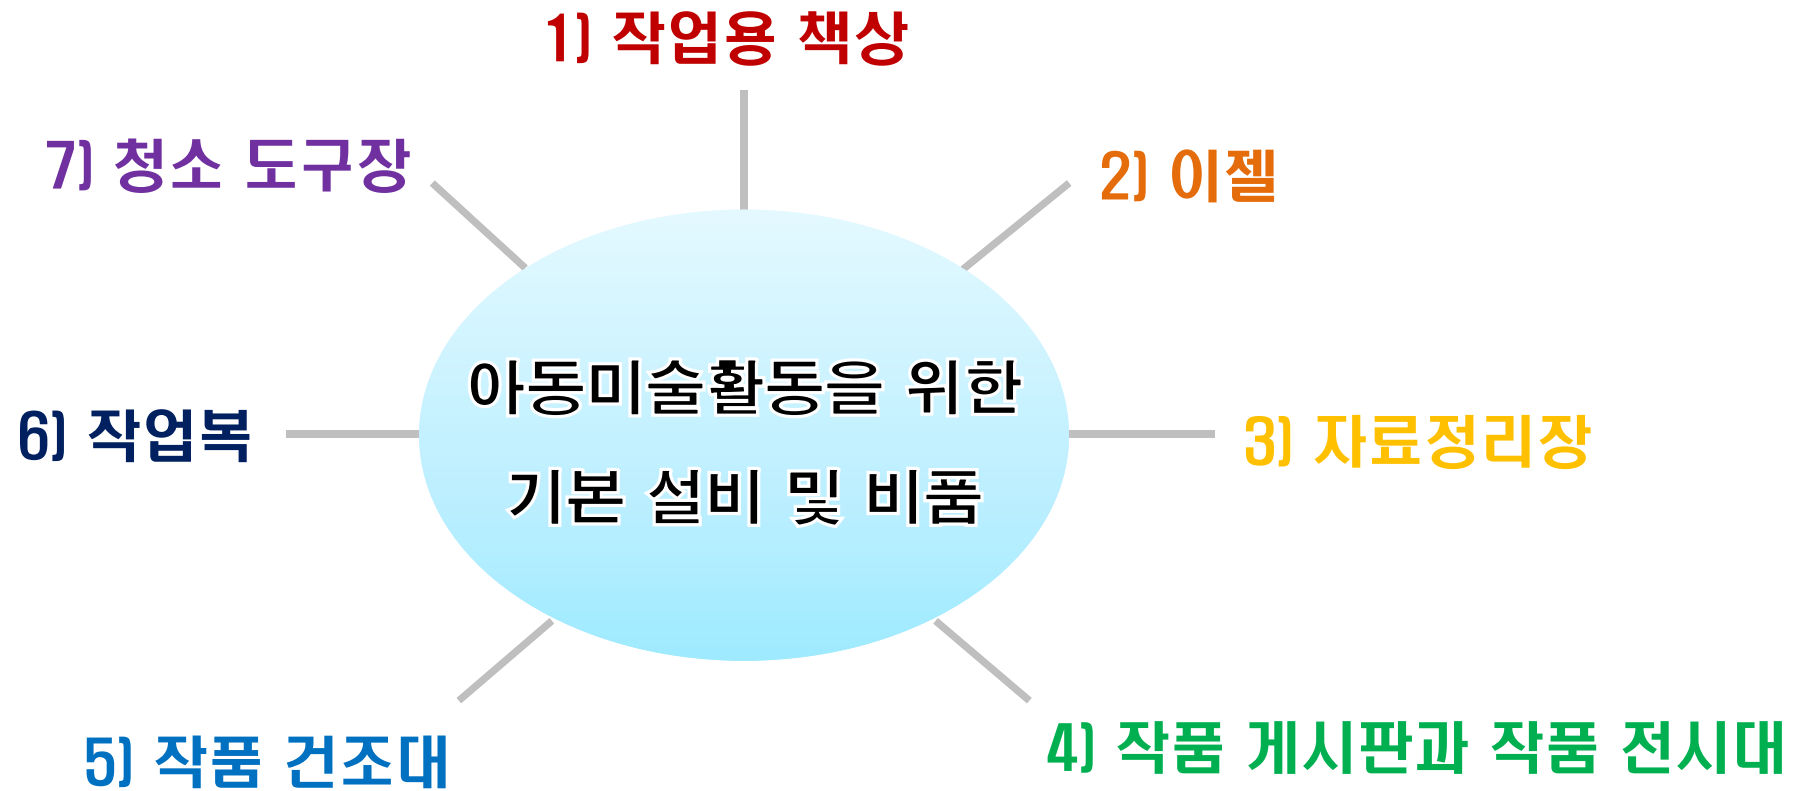 1) 작업용 책상
7) 청소 도구장
2) 이젤
아동미술활동을 위한
기본 설비 및 비품
6) 작업복
3) 자료정리장
5) 작품 건조대
4) 작품 게시판과 작품 전시대